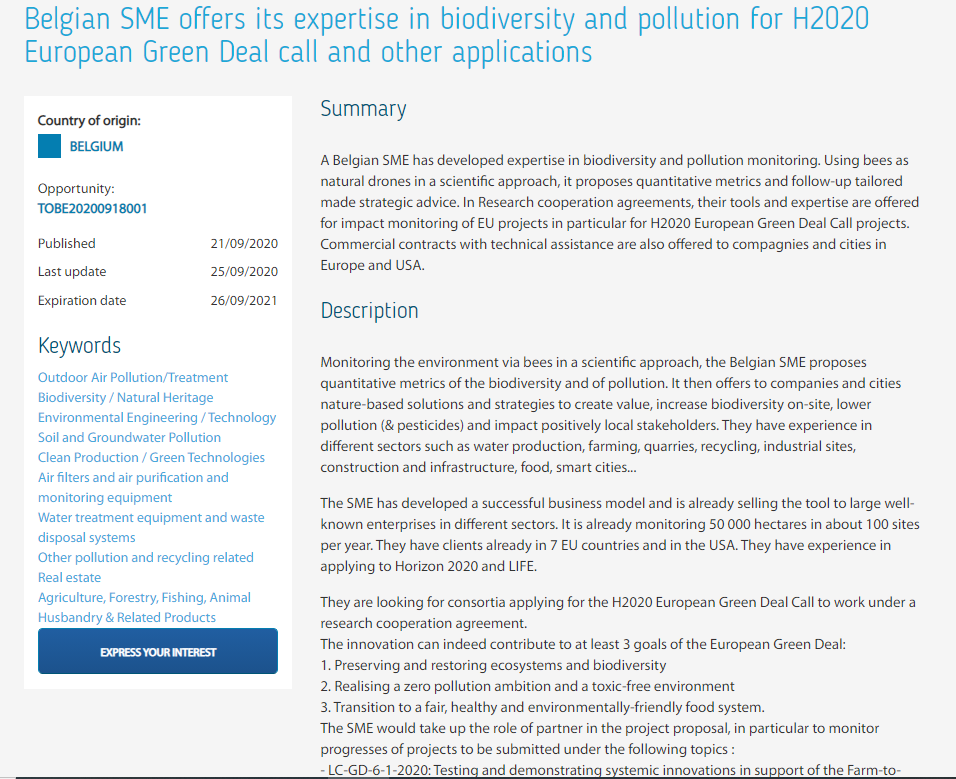 Belgian SME offers its expertise in biodiversity and pollution for H2020
European Green Deal call and other applications
Country of origin:
BELGIUM
Opportunity:
TOBE20200918001
Published 21/09/2020
Last update 25/09/2020
Expiration date 26/09/2021
Keywords
Outdoor Air Pollution/Treatment
Biodiversity / Natural Heritage
Environmental Engineering / Technology
Soil and Groundwater Pollution
Clean Production / Green Technologies
Air filters and air purification and
monitoring equipment
Water treatment equipment and waste
disposal systems
Other pollution and recycling related
Real estate
Agriculture, Forestry, Fishing, Animal
Husbandry & Related Products
EXPRESS YOUR INTEREST
Summary
A Belgian SME has developed expertise in biodiversity and pollution monitoring. Using bees as
natural drones in a scientific approach, it proposes quantitative metrics and follow-up tailored
made strategic advice. In Research cooperation agreements, their tools and expertise are offered
for impact monitoring of EU projects in particular for H2020 European Green Deal Call projects.
Commercial contracts with technical assistance are also offered to compagnies and cities in
Europe and USA.
Description
Monitoring the environment via bees in a scientific approach, the Belgian SME proposes
quantitative metrics of the biodiversity and of pollution. It then offers to companies and cities
nature-based solutions and strategies to create value, increase biodiversity on-site, lower
pollution (& pesticides) and impact positively local stakeholders. They have experience in
different sectors such as water production, farming, quarries, recycling, industrial sites,
construction and infrastructure, food, smart cities...
The SME has developed a successful business model and is already selling the tool to large well-
known enterprises in different sectors. It is already monitoring 50 000 hectares in about 100 sites
per year. They have clients already in 7 EU countries and in the USA. They have experience in
applying to Horizon 2020 and LIFE.
They are looking for consortia applying for the H2020 European Green Deal Call to work under a
research cooperation agreement.
The innovation can indeed contribute to at least 3 goals of the European Green Deal:
1. Preserving and restoring ecosystems and biodiversity
2. Realising a zero pollution ambition and a toxic-free environment
3. Transition to a fair, healthy and environmentally-friendly food system.
The SME would take up the role of partner in the project proposal, in particular to monitor
progresses of projects to be submitted under the following topics :
- LC-GD-6-1-2020: Testing and demonstrating systemic innovations in support of the Farm-to-